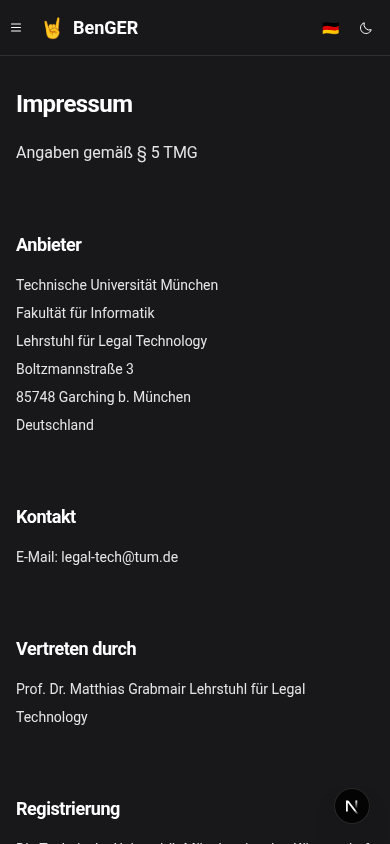 BenGER
Impressum
Angaben gemäß § 5 TMG
Anbieter
Technische Universität München
Fakultät für Informatik
Lehrstuhl für Legal Technology
Boltzmannstraße 3
85748 Garching b. München
Deutschland
Kontakt
E-Mail: legal-tech@tum.de
Vertreten durch
Prof. Dr. Matthias Grabmair Lehrstuhl für Legal
Technology
Registrierung
N